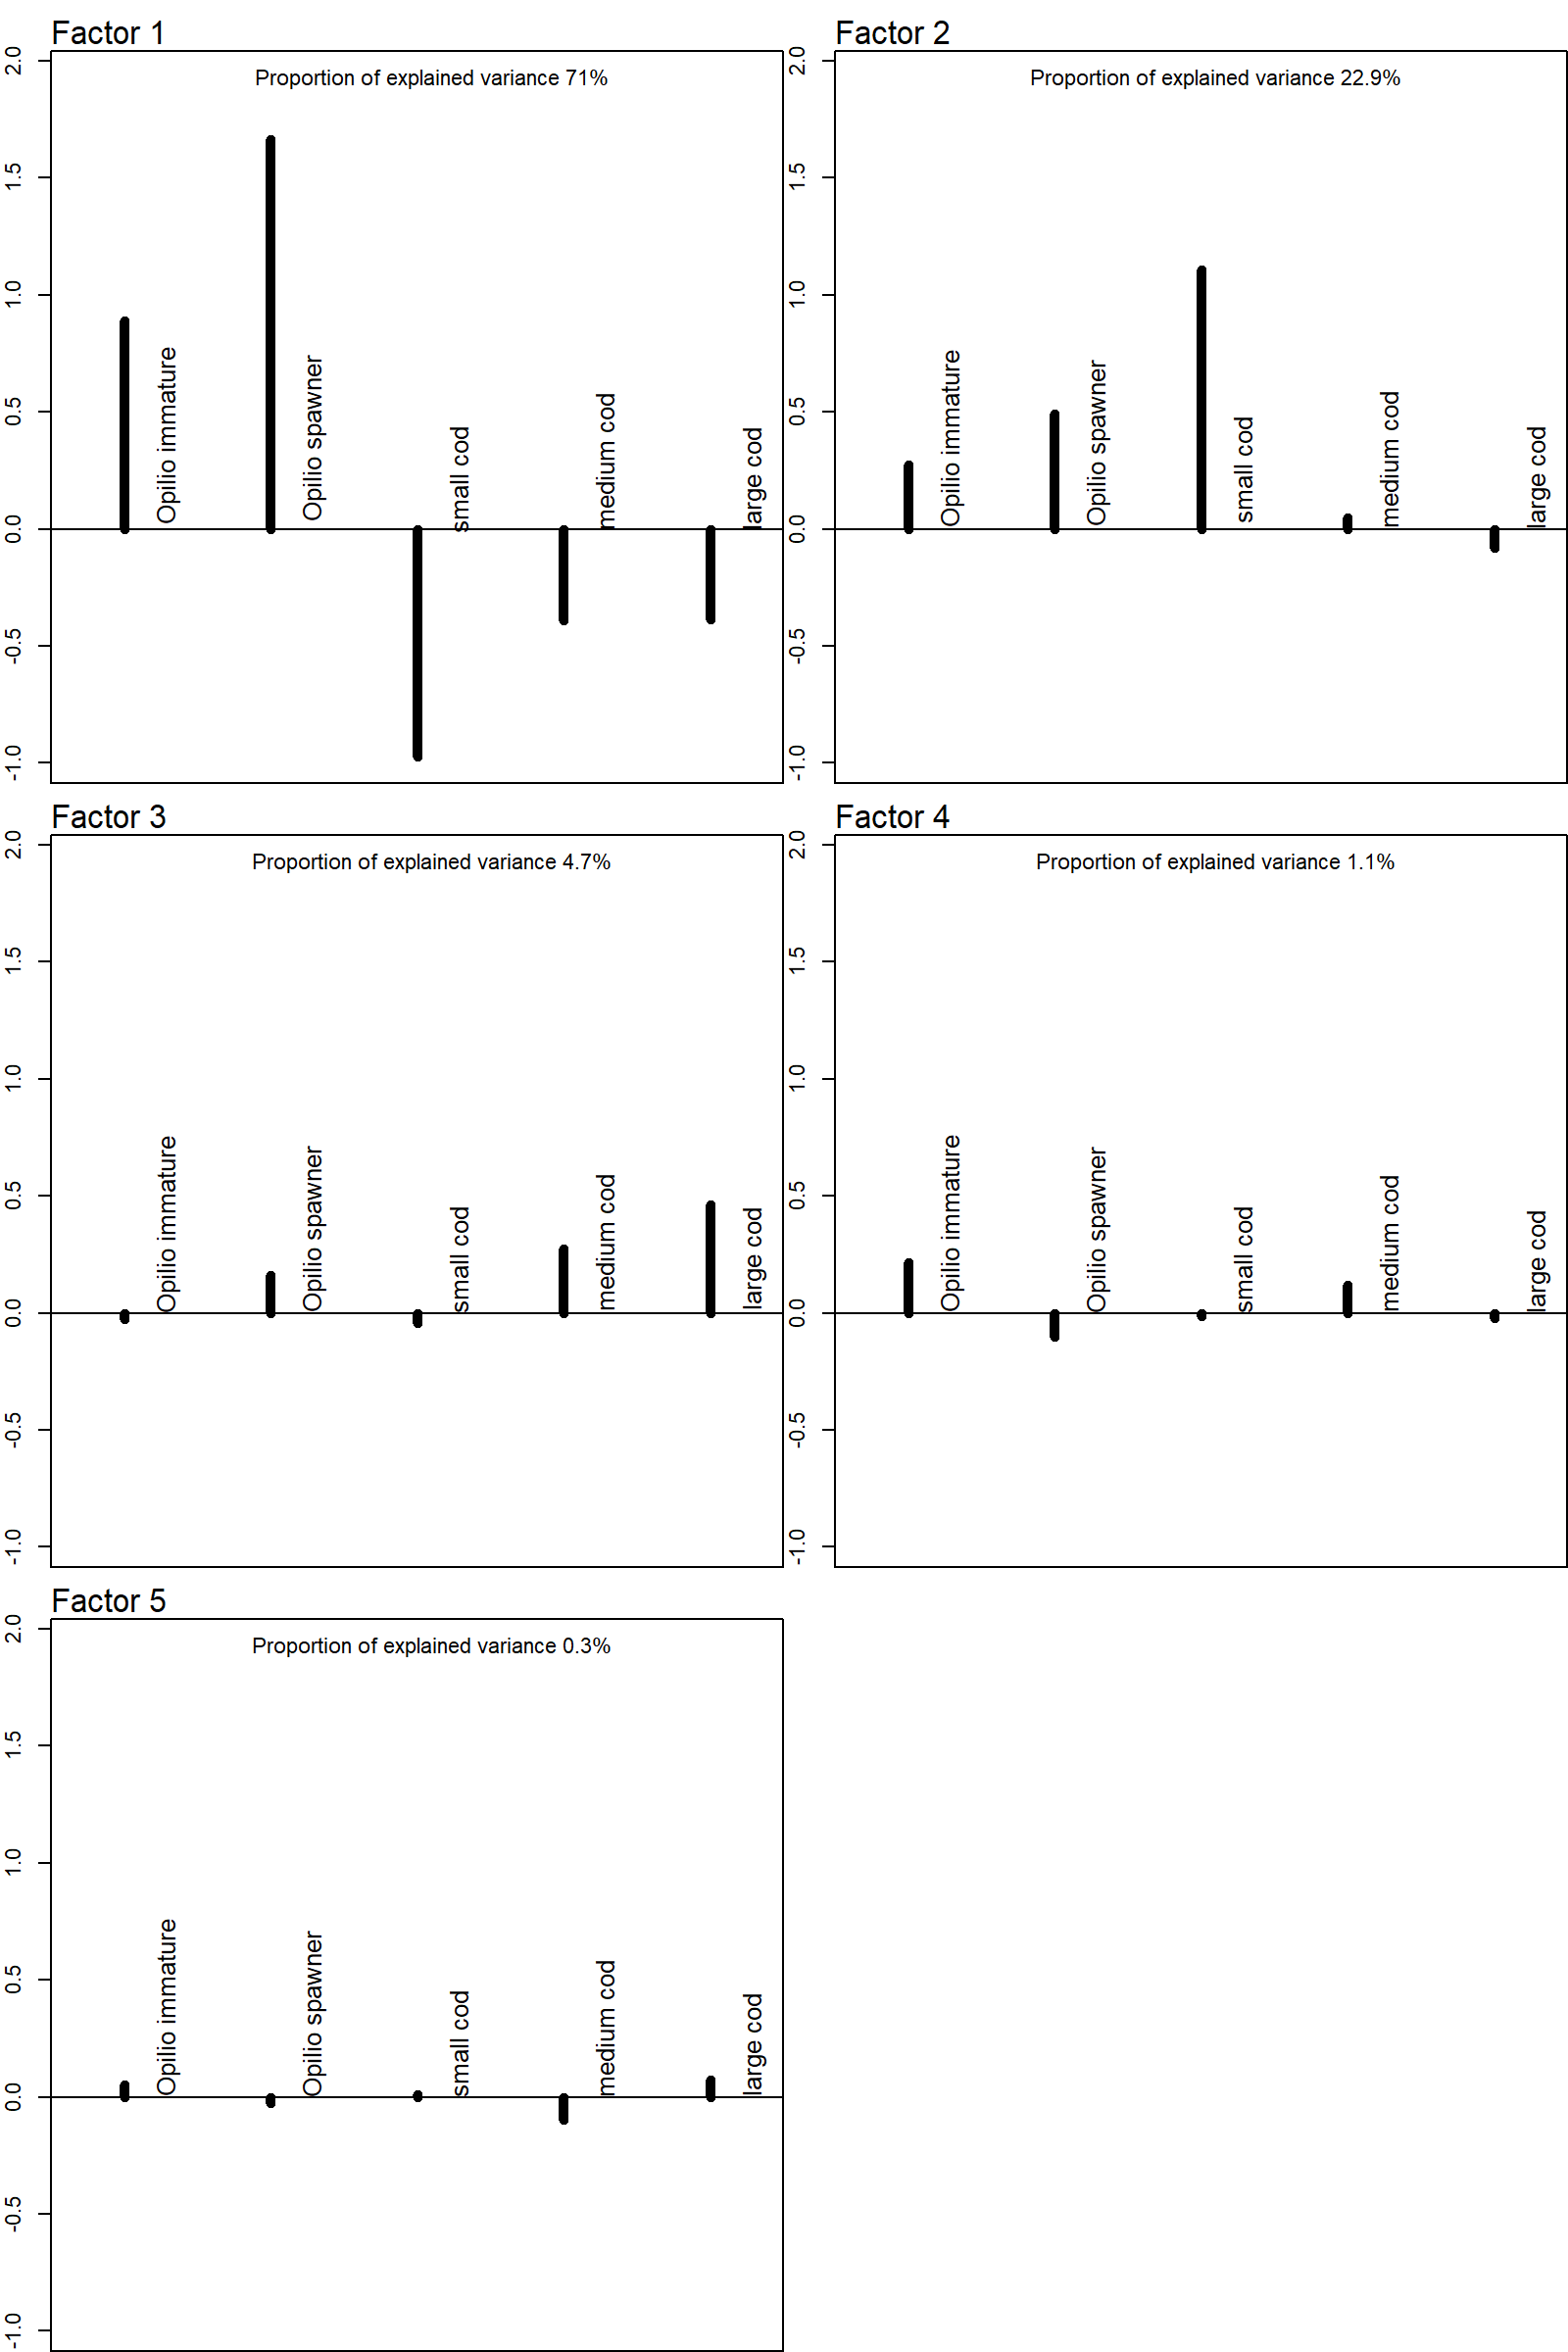 Factor 1
Proportion of explained variance 71%
2.0
1.5
1.0
0.5
0.0
-0.5
-1.0
Opilio immature
Opilio spawner
small cod
medium cod
large cod
Factor 2
Proportion of explained variance 22.9%
2.0
1.5
1.0
0.5
0.0
-0.5
-1.0
Opilio immature
Opilio spawner
small cod
medium cod
large cod
Factor 3
Proportion of explained variance 4.7%
2.0
1.5
1.0
0.5
0.0
-0.5
-1.0
Opilio immature
Opilio spawner
small cod
medium cod
large cod
Factor 4
Proportion of explained variance 1.1%
2.0
1.5
1.0
0.5
0.0
-0.5
-1.0
Opilio immature
Opilio spawner
small cod
medium cod
large cod
Factor 5
Proportion of explained variance 0.3%
2.0
1.5
1.0
0.5
0.0
-0.5
-1.0
Opilio immature
Opilio spawner
small cod
medium cod
large cod